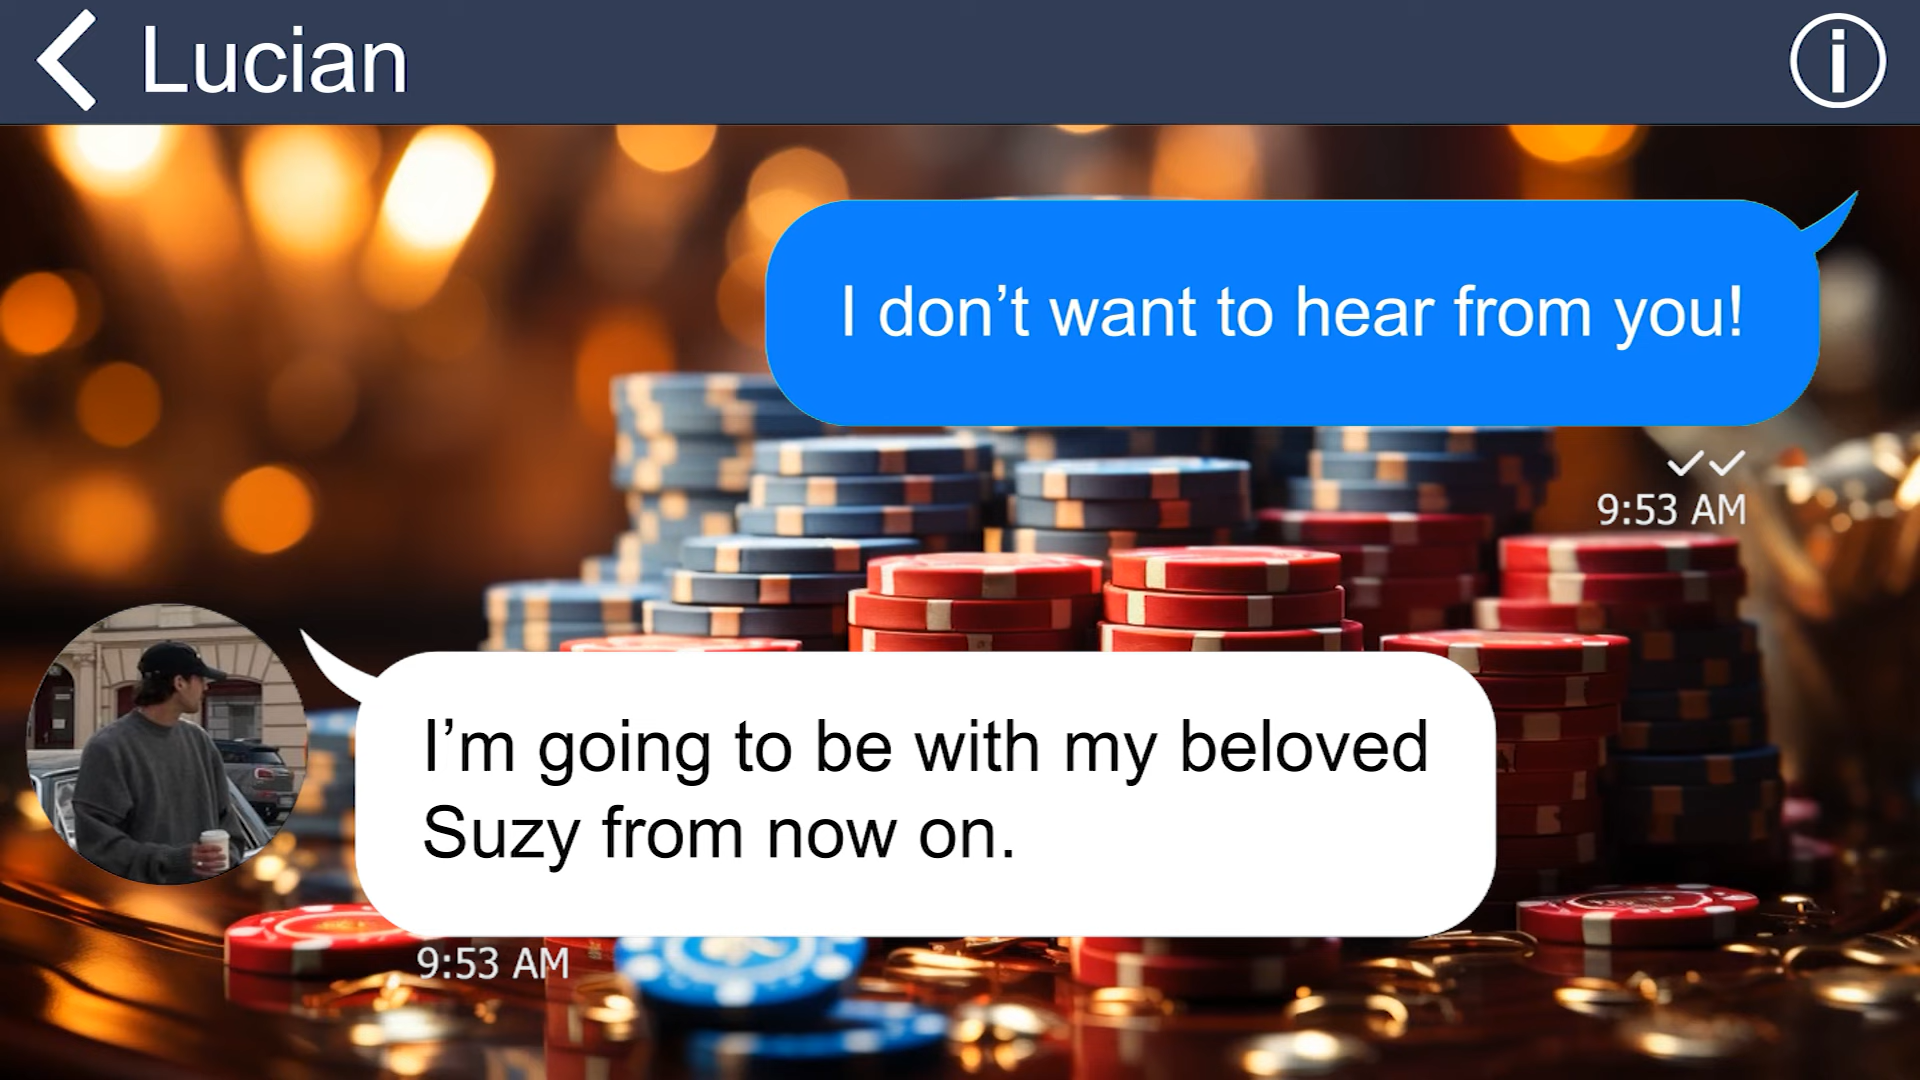 Lucian
I don’t want to hear from you!
9:53 AM
I’m going to be with my beloved
Suzy from now on.
9:53 AM